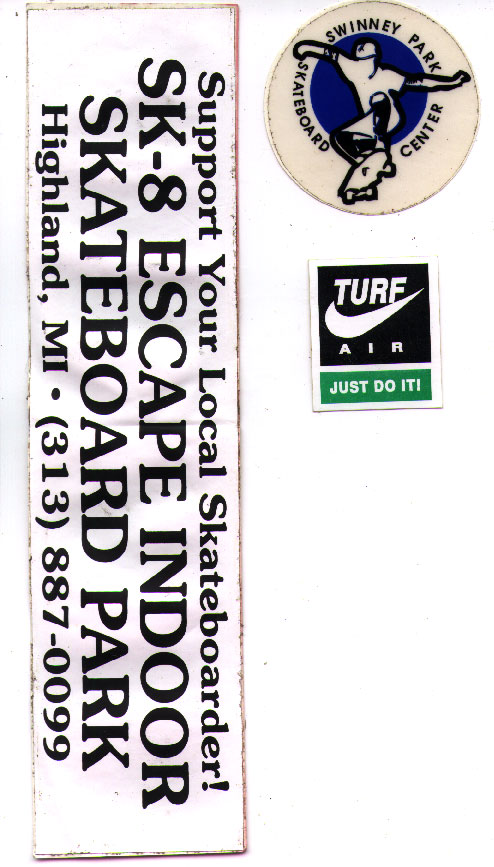 Support Your Local Skateboarder!
SK-8 ESCAPE INDOOR
SKATEBOARD PARK
Highland, MI • (313) 887-0099
SWINNEY PARK
SKATEBOARD CENTER
TURF
AIR
JUST DO IT!